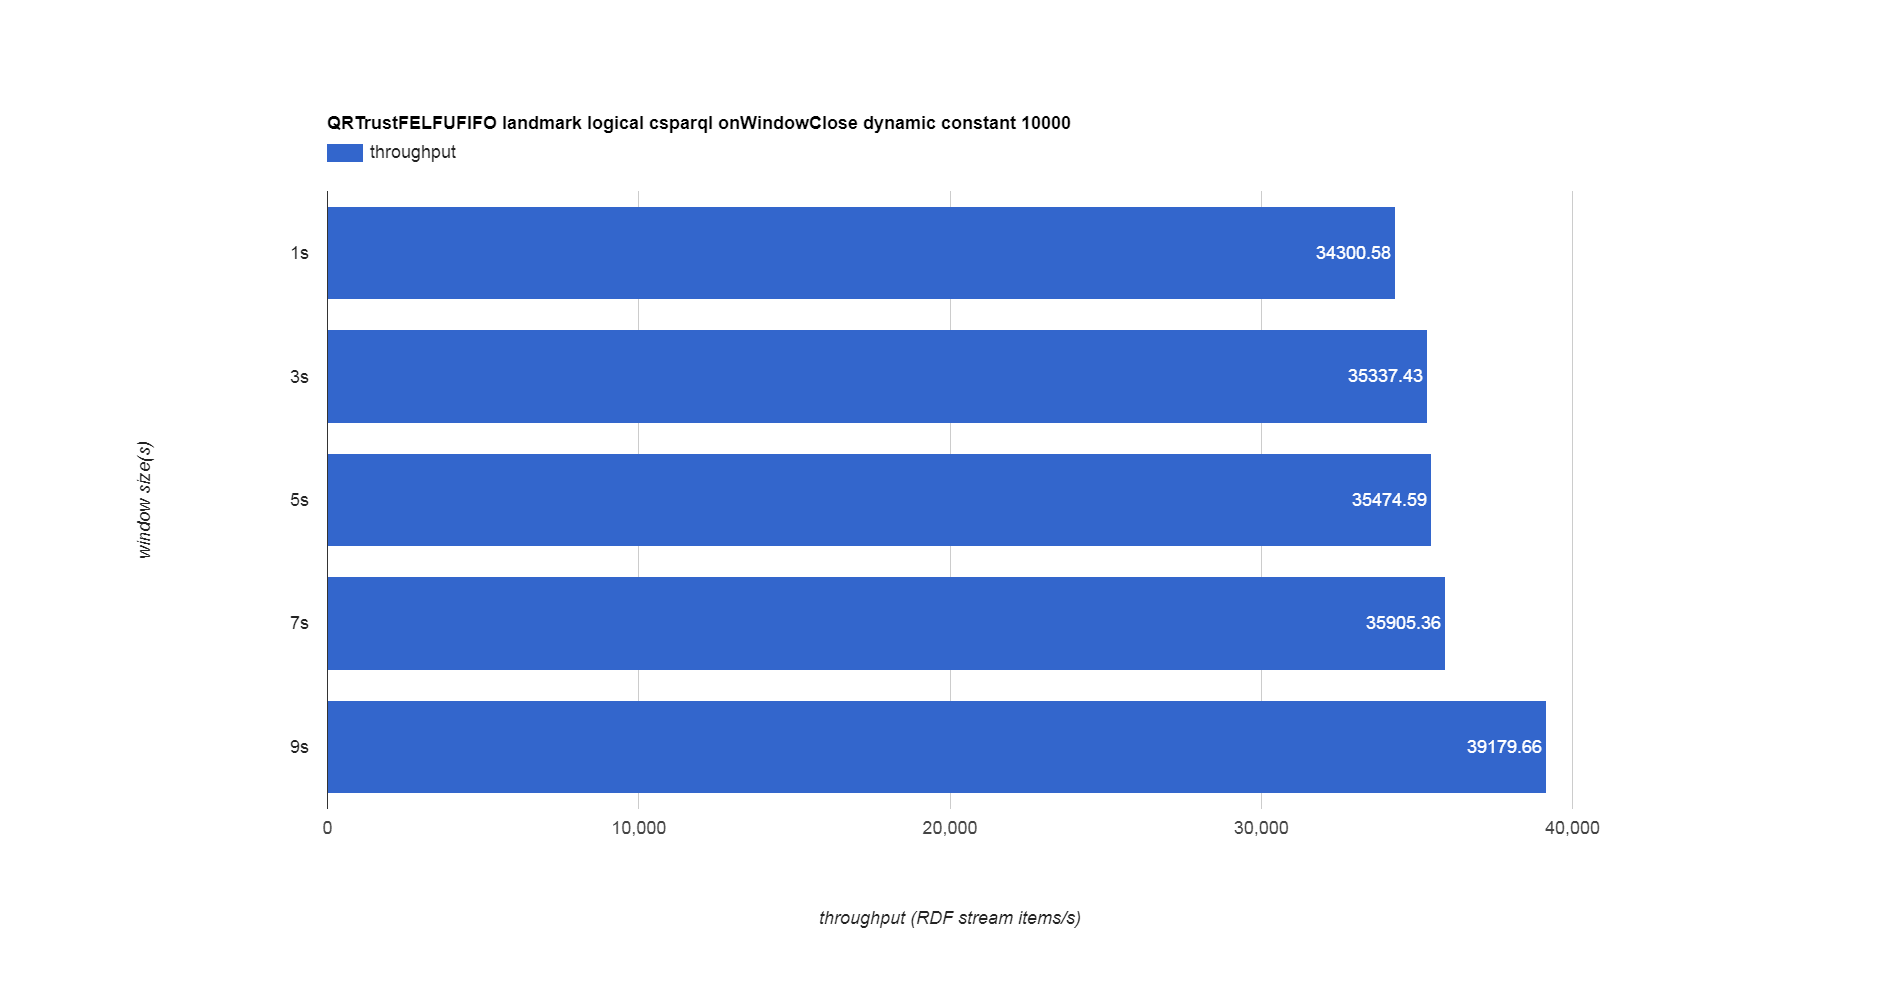 QRTrustFELFUFIFO landmark logical csparql onWindowClose dynamic constant 10000
throughput
1s
34300.58
3s
35337.43
5s
35474.59
7s
35905.36
9s
39179.66
window size(s)
0
10,000
20,000
30,000
40,000
throughput (RDF stream items/s)